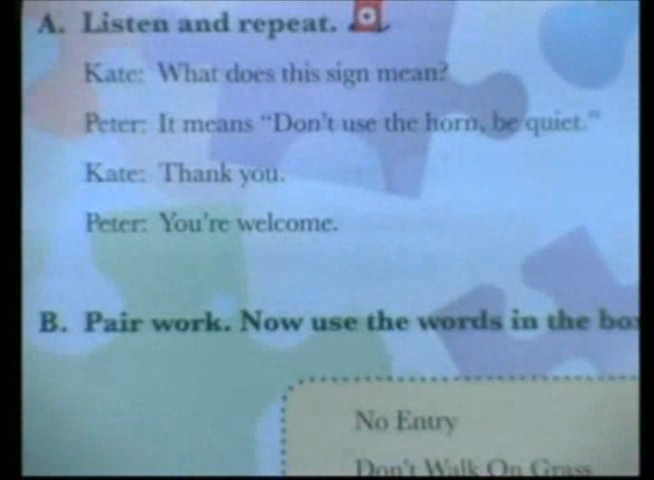 A. Listen and repeat.
Kate: What does this sign mean?
Peter: It means "Don't use the horn, be quiet."
Kate: Thank you.
Peter: You're welcome.
B. Pair work. Now use the words in the
No Entry
Don't Walk On Grass